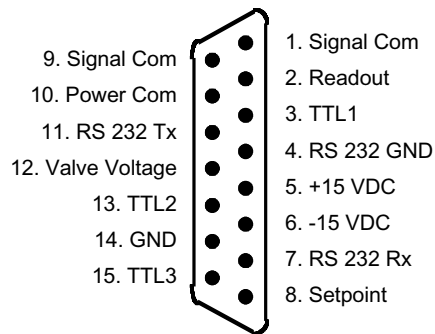 9. Signal Com
10. Power Com
11. RS 232 Tx
12. Valve Voltage
13. TTL2
14. GND
15. TTL3
1. Signal Com
2. Readout
3. TTL1
4. RS 232 GND
5. +15 VDC
6. -15 VDC
7. RS 232 Rx
8. Setpoint